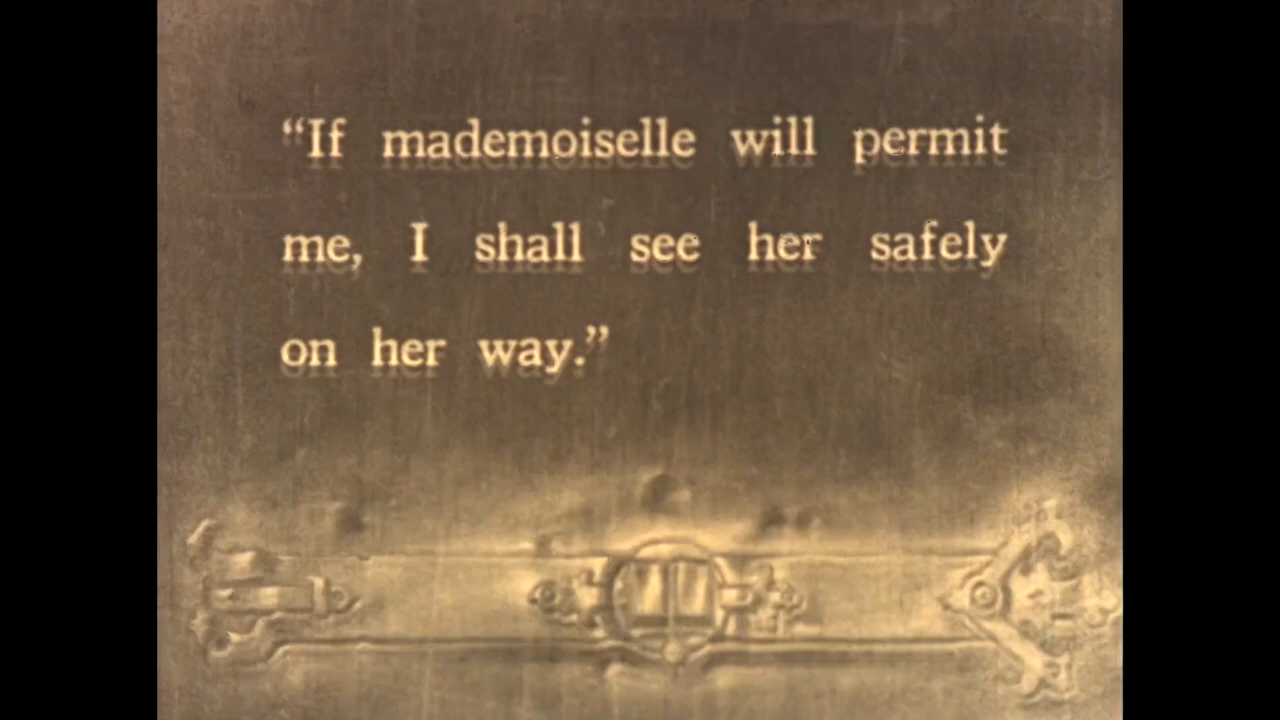 “If mademoiselle will permit
me, I shall see her safely
on her way.”